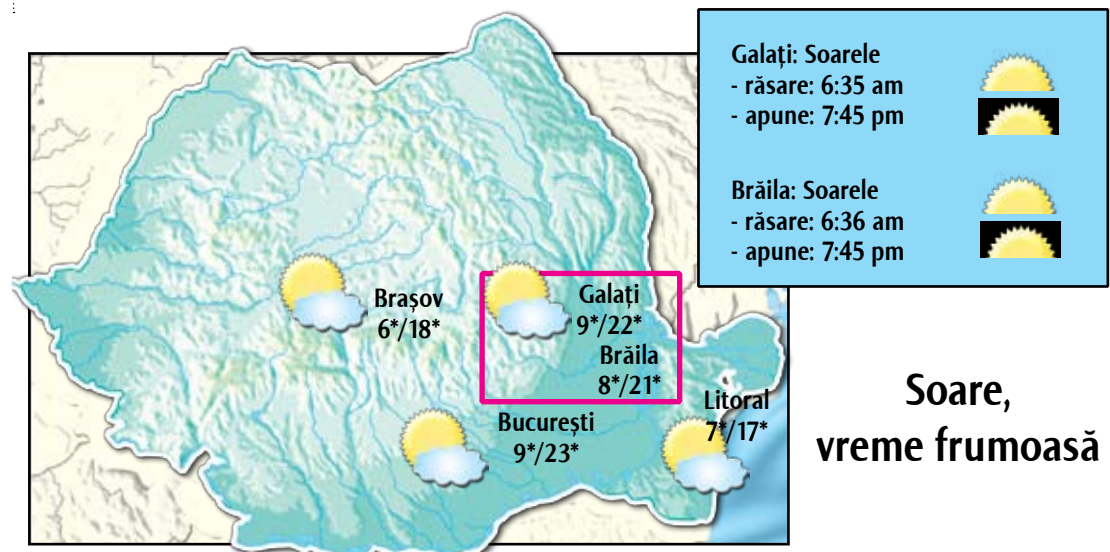 Galați: Soarele
- răsare: 6:35 am
- apune: 7:45 pm
Brăila: Soarele
- răsare: 6:36 am
- apune: 7:45 pm
Brașov
6*/18*
Galați
9*/22*
Brăila
8*/21*
București
9*/23*
Litoral
7*/17*
Soare,
vreme frumoasă